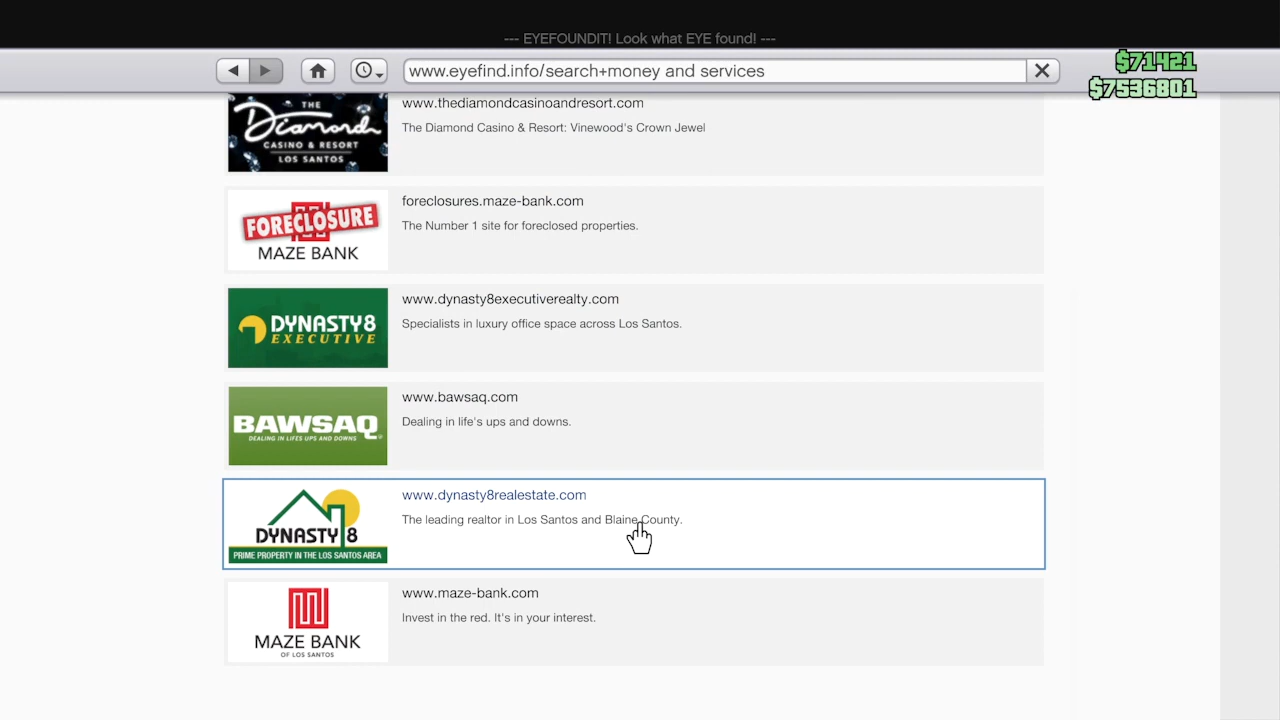 --- EYEFOUNDIT! Look what EYE found! ---
www.eyefind.info/search+money and services
$71421
$7536801
THE
Diamond
CASINO & RESORT
LOS SANTOS
www.thediamondcasinoandresort.com
The Diamond Casino & Resort: Vinewood's Crown Jewel
FORECLOSURE
MAZE BANK
foreclosures.maze-bank.com
The Number 1 site for foreclosed properties.
DYNASTY 8
EXECUTIVE
www.dynasty8executiverealty.com
Specialists in luxury office space across Los Santos.
BAWSAQ
DEALING IN LIFES UPS AND DOWNS
www.bawsaq.com
Dealing in life's ups and downs.
DYNASTY 8
PRIME PROPERTY IN THE LOS SANTOS AREA
www.dynasty8realestate.com
The leading realtor in Los Santos and Blaine County.
MAZE BANK
OF LOS SANTOS
www.maze-bank.com
Invest in the red. It's in your interest.